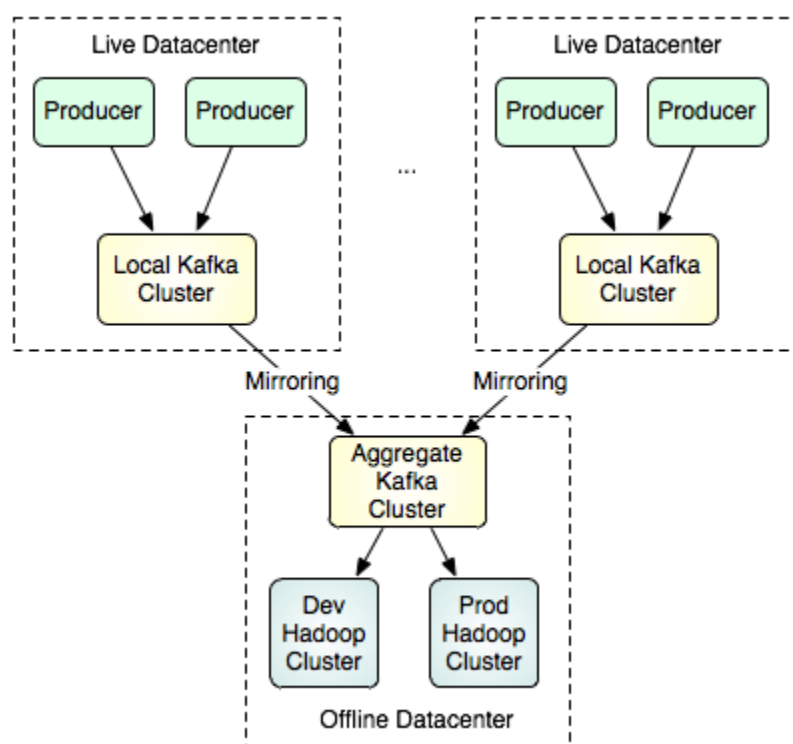 Live Datacenter
Live Datacenter
Producer
Producer
Producer
Producer
...
Local Kafka
Cluster
Local Kafka
Cluster
Mirroring
Mirroring
Aggregate
Kafka
Cluster
Dev
Hadoop
Cluster
Prod
Hadoop
Cluster
Offline Datacenter